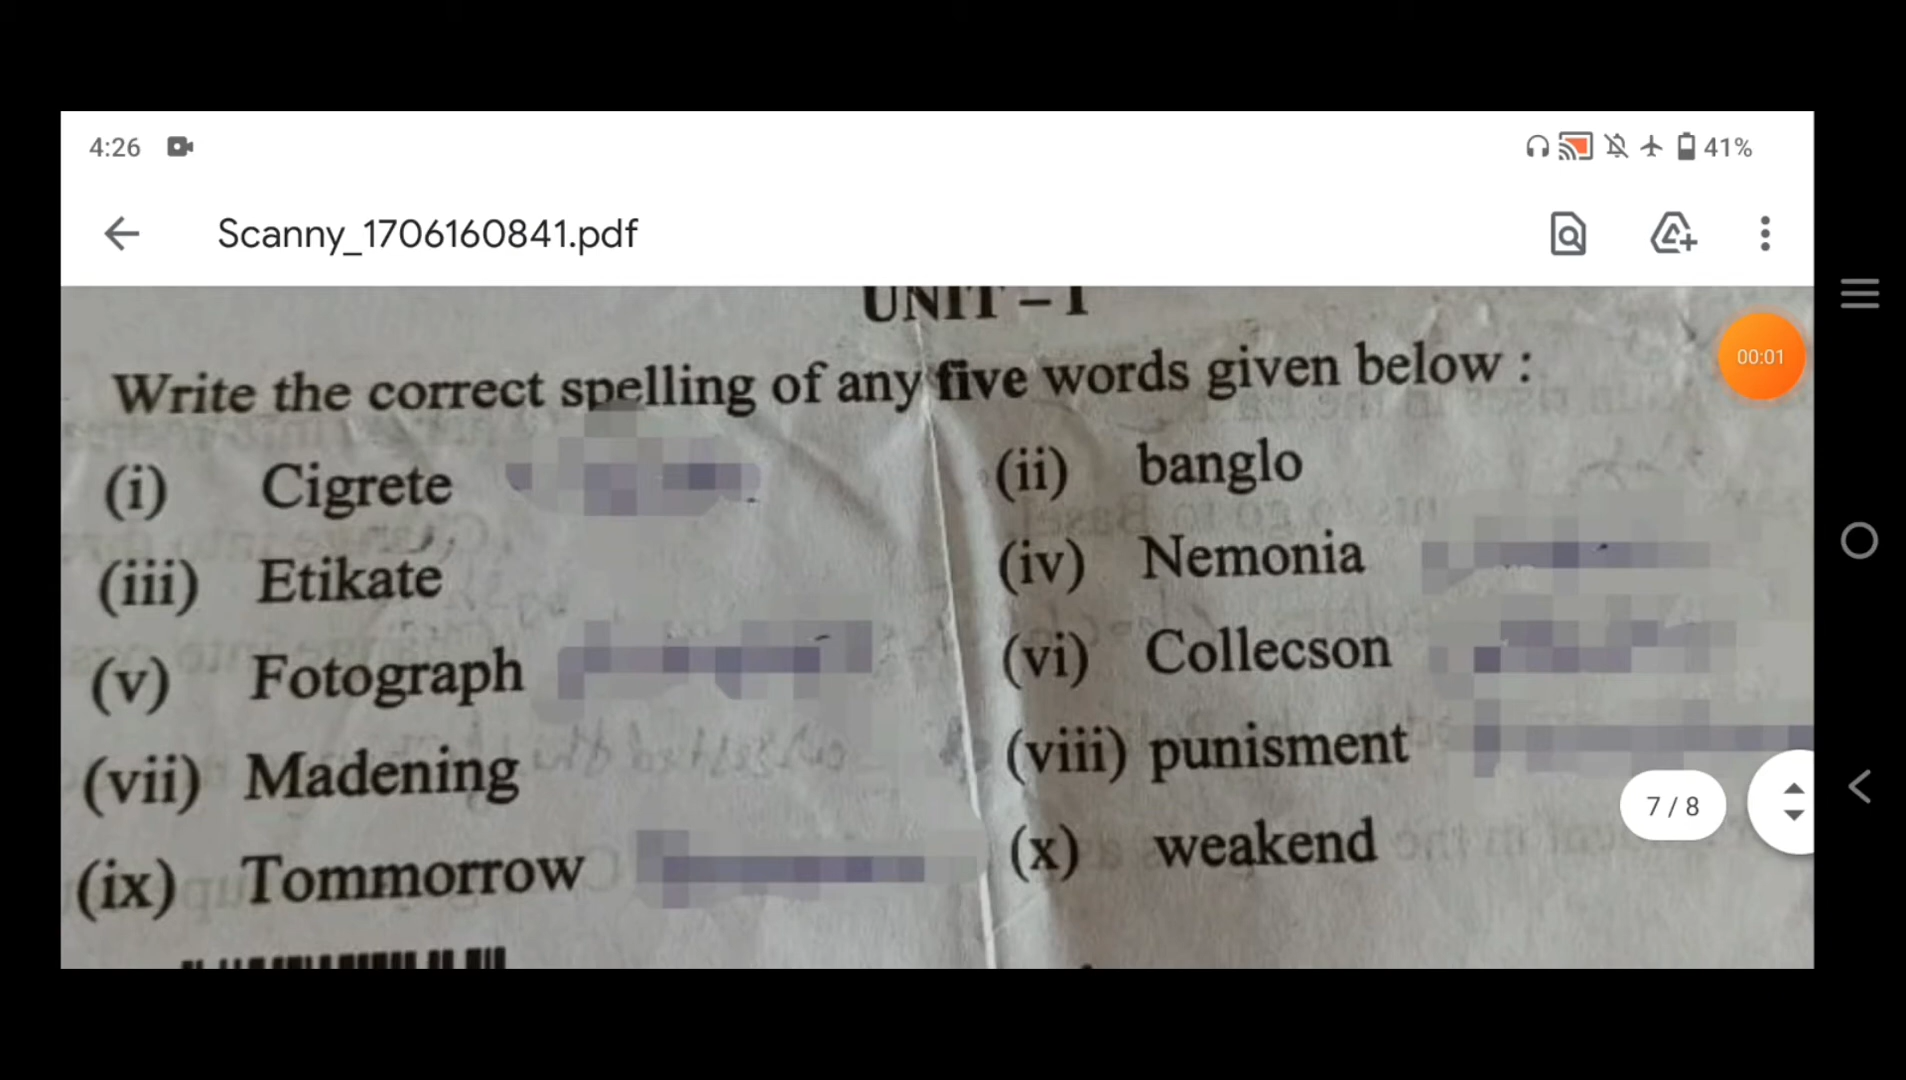 4:26 41%
Scanny_1706160841.pdf
UNIT – I
00:01
Write the correct spelling of any five words given below :
(i) Cigrete (ii) banglo
(iii) Etikate (iv) Nemonia
(v) Fotograph (vi) Collecson
(vii) Madening (viii) punisment
7 / 8
(ix) Tommorrow (x) weakend